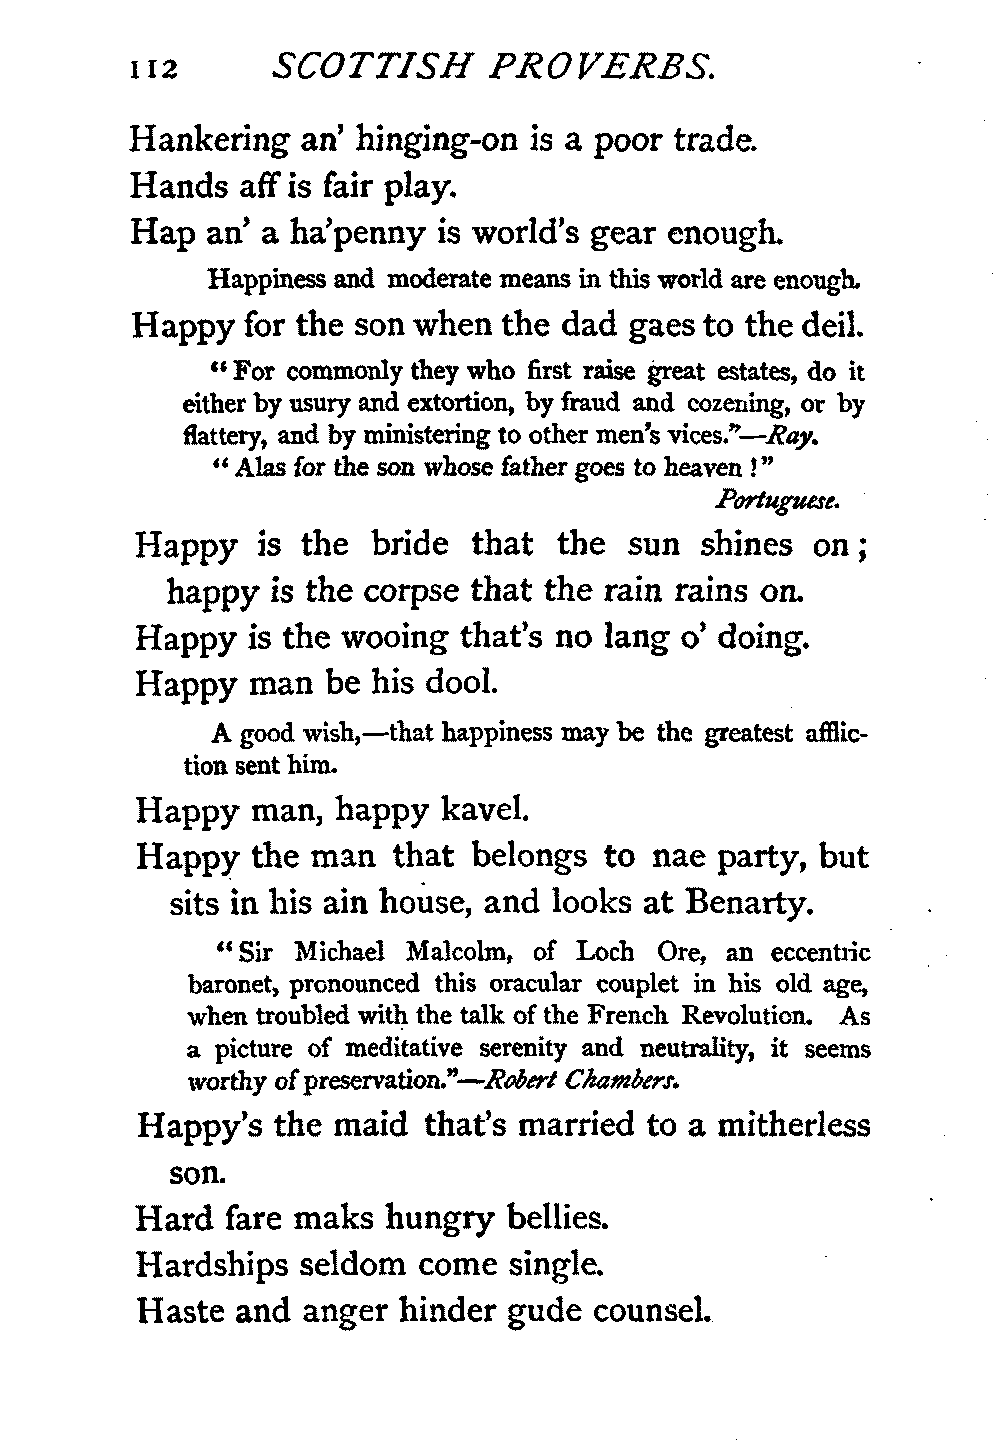 112 SCOTTISH PROVERBS.
Hankering an' hinging-on is a poor trade.
Hands aff is fair play.
Hap an' a ha'penny is world's gear enough.
Happiness and moderate means in this world are enough.
Happy for the son when the dad gaes to the deil.
“For commonly they who first raise great estates, do it
either by usury and extortion, by fraud and cozening, or by
flattery, and by ministering to other men's vices.”—Ray.
“Alas for the son whose father goes to heaven!”
Portuguese.
Happy is the bride that the sun shines on;
happy is the corpse that the rain rains on.
Happy is the wooing that's no lang o' doing.
Happy man be his dool.
A good wish,—that happiness may be the greatest afflic-
tion sent him.
Happy man, happy kavel.
Happy the man that belongs to nae party, but
sits in his ain house, and looks at Benarty.
“Sir Michael Malcolm, of Loch Ore, an eccentric
baronet, pronounced this oracular couplet in his old age,
when troubled with the talk of the French Revolution. As
a picture of meditative serenity and neutrality, it seems
worthy of preservation.”—Robert Chambers.
Happy's the maid that's married to a mitherless
son.
Hard fare maks hungry bellies.
Hardships seldom come single.
Haste and anger hinder gude counsel.